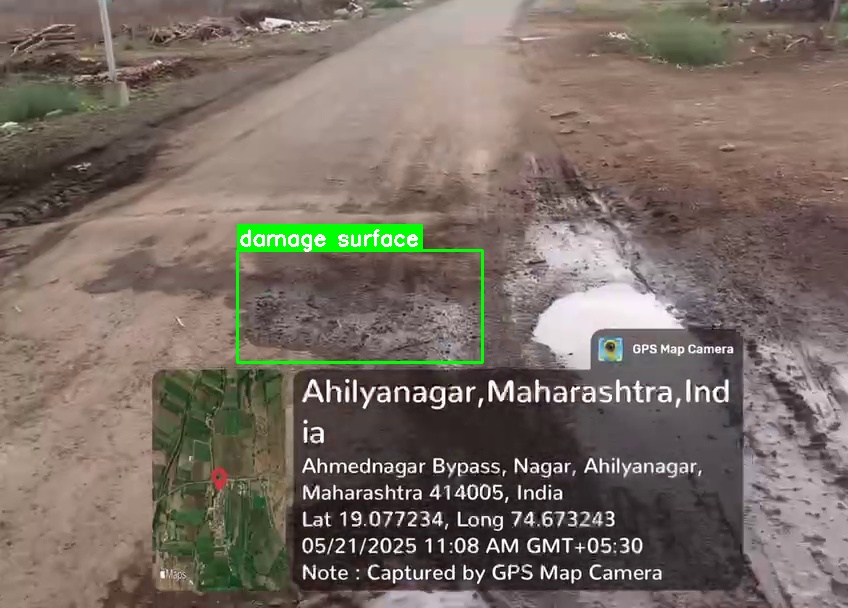 damage surface
GPS Map Camera
Ahilyanagar,Maharashtra,Ind
ia
Ahmednagar Bypass, Nagar, Ahilyanagar,
Maharashtra 414005, India
Lat 19.077234, Long 74.673243
05/21/2025 11:08 AM GMT+05:30
Note : Captured by GPS Map Camera
Maps